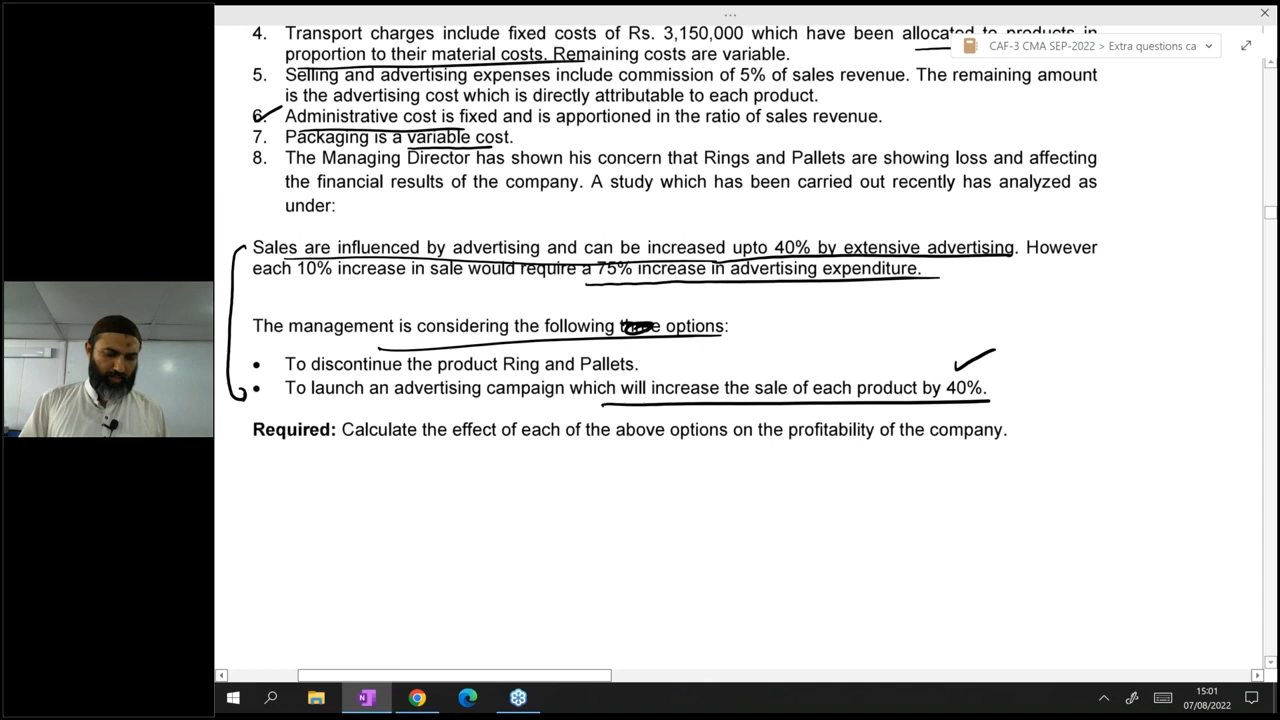 4. Transport charges include fixed costs of Rs. 3,150,000 which have been allocated to products in
proportion to their material costs. Remaining costs are variable.
CAF-3 CMA SEP-2022 > Extra questions ca
5. Selling and advertising expenses include commission of 5% of sales revenue. The remaining amount
is the advertising cost which is directly attributable to each product.
6. Administrative cost is fixed and is apportioned in the ratio of sales revenue.
7. Packaging is a variable cost.
8. The Managing Director has shown his concern that Rings and Pallets are showing loss and affecting
the financial results of the company. A study which has been carried out recently has analyzed as
under:
Sales are influenced by advertising and can be increased upto 40% by extensive advertising. However
each 10% increase in sale would require a 75% increase in advertising expenditure.
The management is considering the following options:
• To discontinue the product Ring and Pallets.
• To launch an advertising campaign which will increase the sale of each product by 40%.
Required: Calculate the effect of each of the above options on the profitability of the company.
15:01
07/08/2022